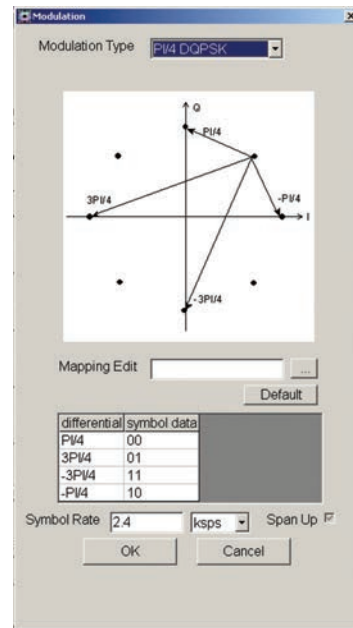 Modulation
Modulation Type PI/4 DQPSK
Q
PI/4
3PI/4
-PI/4
I
-3PI/4
Mapping Edit ...
Default
differential symbol data
PI/4 00
3PI/4 01
-3PI/4 11
-PI/4 10
Symbol Rate 2.4 ksps Span Up
OK Cancel